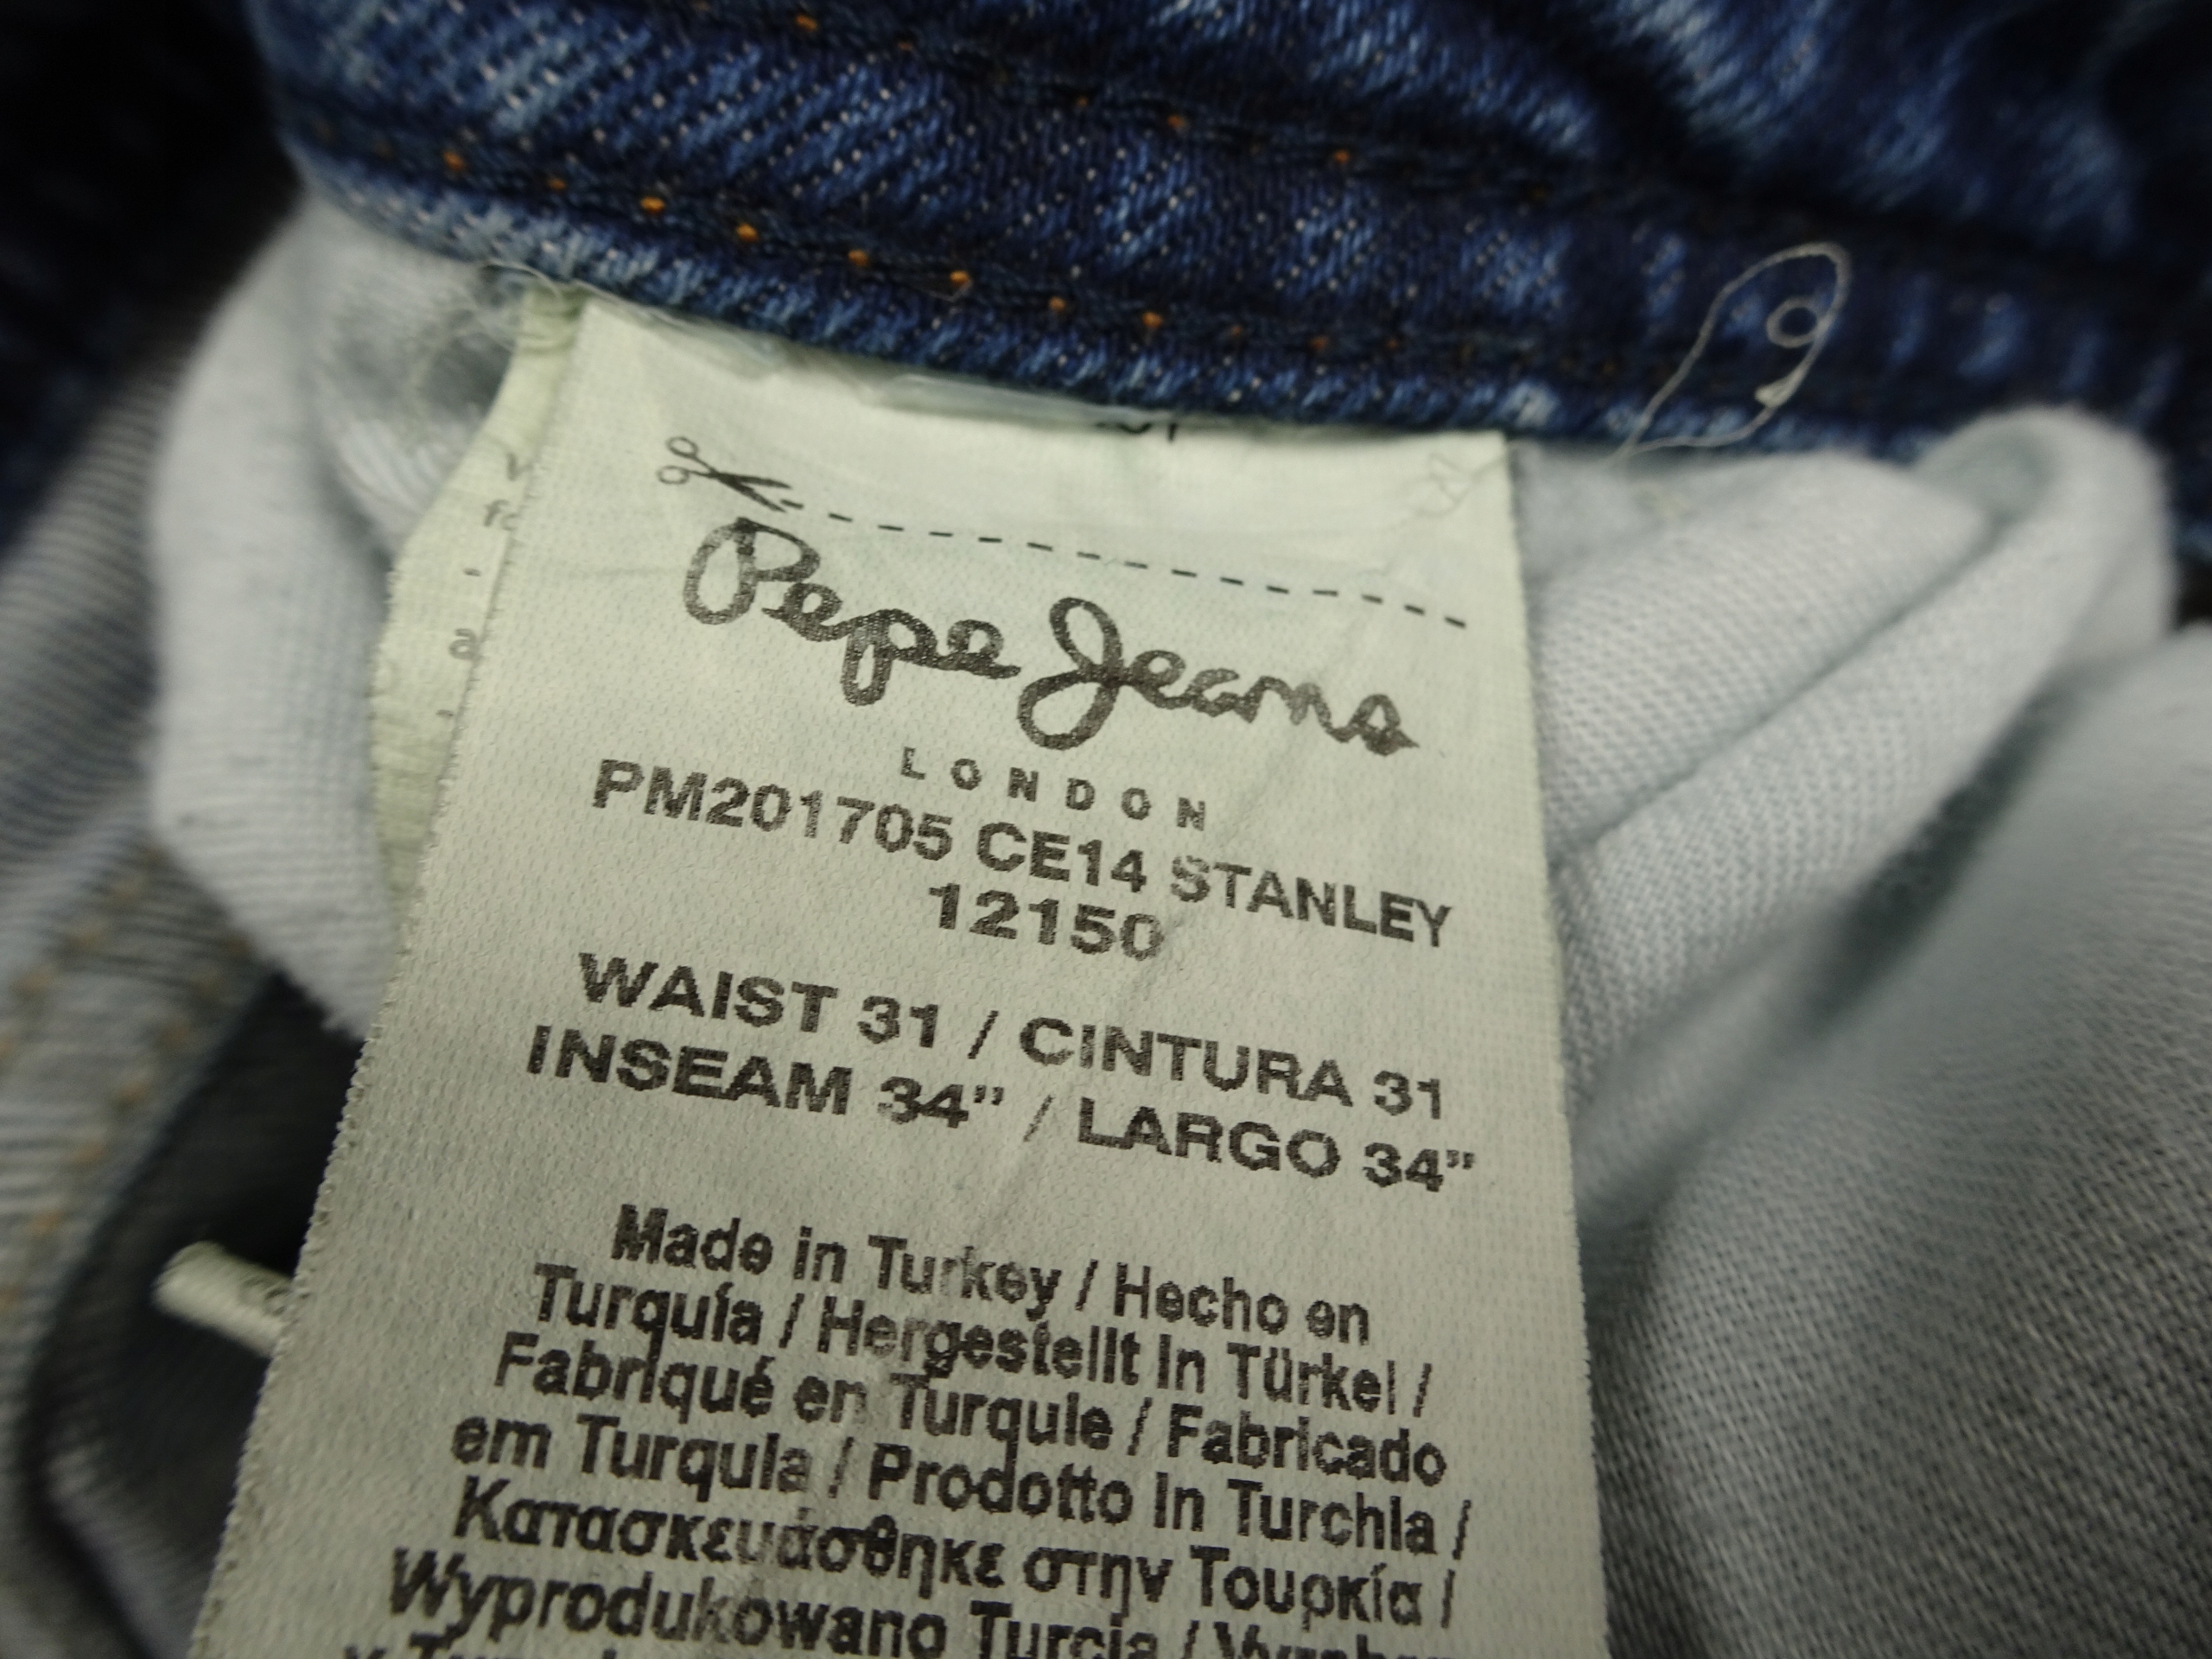 Pepe Jeans
LONDON
PM201705 CE14 STANLEY
12150
WAIST 31 / CINTURA 31
INSEAM 34" / LARGO 34"
Made in Turkey / Hecho en
Turquía / Hergestellt in Türkei /
Fabriqué en Turquie / Fabricado
em Turquia / Prodotto in Turchia /
Κατασκευάσθηκε στην Τουρκία /
Wyprodukowano Turcja /